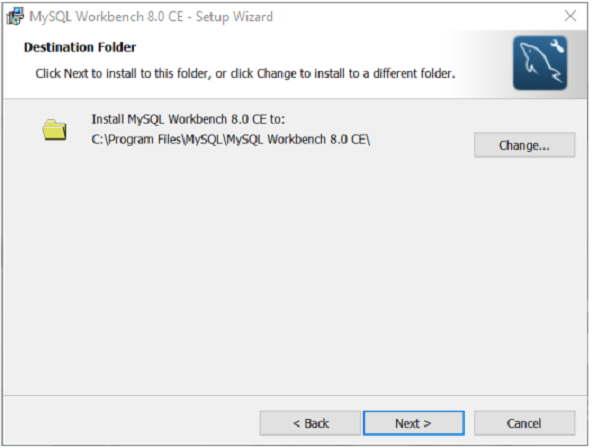 MySQL Workbench 8.0 CE - Setup Wizard
Destination Folder
Click Next to install to this folder, or click Change to install to a different folder.
Install MySQL Workbench 8.0 CE to:
C:\Program Files\MySQL\MySQL Workbench 8.0 CE\
Change...
< Back
Next >
Cancel